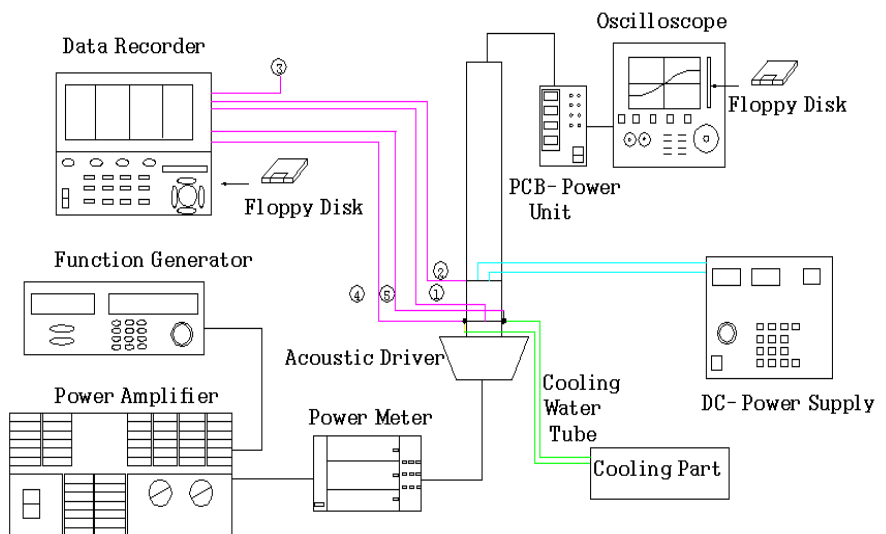 Oscilloscope
Data Recorder
③
Floppy Disk
PCB- Power
Unit
Floppy Disk
Function Generator
②
④
⑤
①
Acoustic Driver
Cooling
Water
Tube
DC- Power Supply
Power Amplifier
Power Meter
Cooling Part